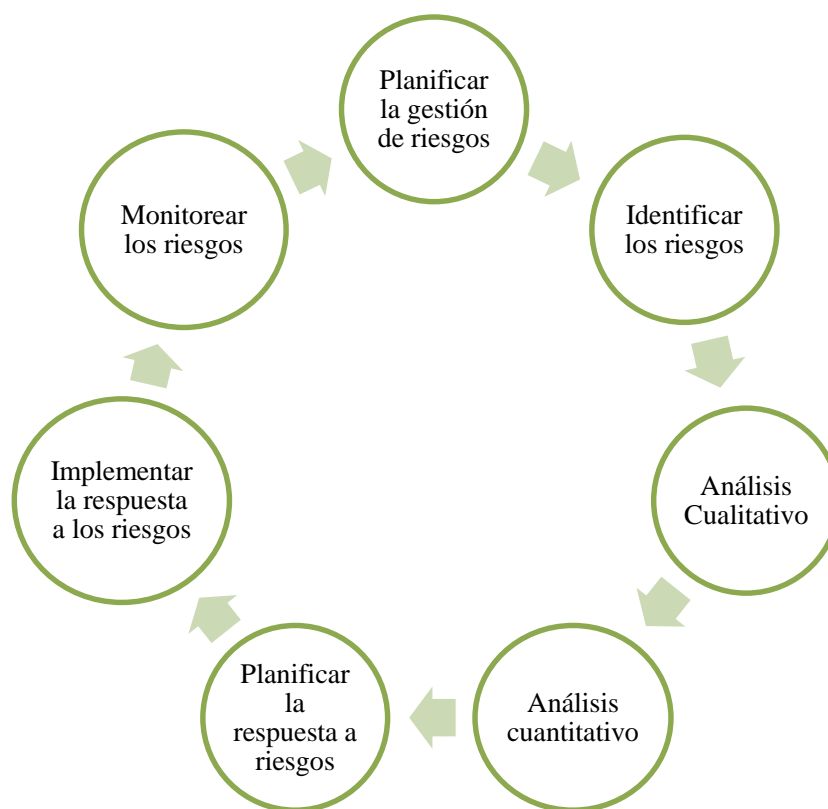 Planificar
la gestión
de riesgos
Identificar
los riesgos
Análisis
Cualitativo
Análisis
cuantitativo
Planificar
la
respuesta a
riesgos
Implementar
la respuesta
a los riesgos
Monitorear
los riesgos